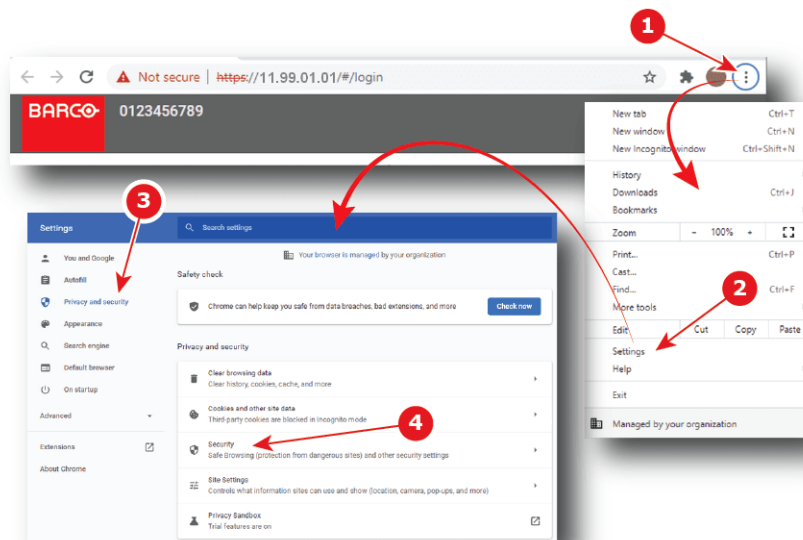 1
Not secure | https://11.99.01.01/#/login
BARCO 0123456789
New tab Ctrl+T
New window Ctrl+N
New Incognito window Ctrl+Shift+N
History
Downloads Ctrl+J
Bookmarks
Zoom - 100% +
Print... Ctrl+P
Cast...
Find... Ctrl+F
More tools
2
Edit Cut Copy Paste
Settings
Help
Exit
Managed by your organization
3
Settings
Search settings
You and Google
Autofill
Privacy and security
Appearance
Search engine
Default browser
On startup
Advanced
Extensions
About Chrome
Your browser is managed by your organization
Safety check
Chrome can help keep you safe from data breaches, bad extensions, and more
Check now
Privacy and security
Clear browsing data
Clear history, cookies, cache, and more
Cookies and other site data
Third-party cookies are blocked in Incognito mode
4
Security
Safe Browsing (protection from dangerous sites) and other security settings
Site Settings
Controls what information sites can use and show (location, camera, pop-ups, and more)
Privacy Sandbox
Trial features are on